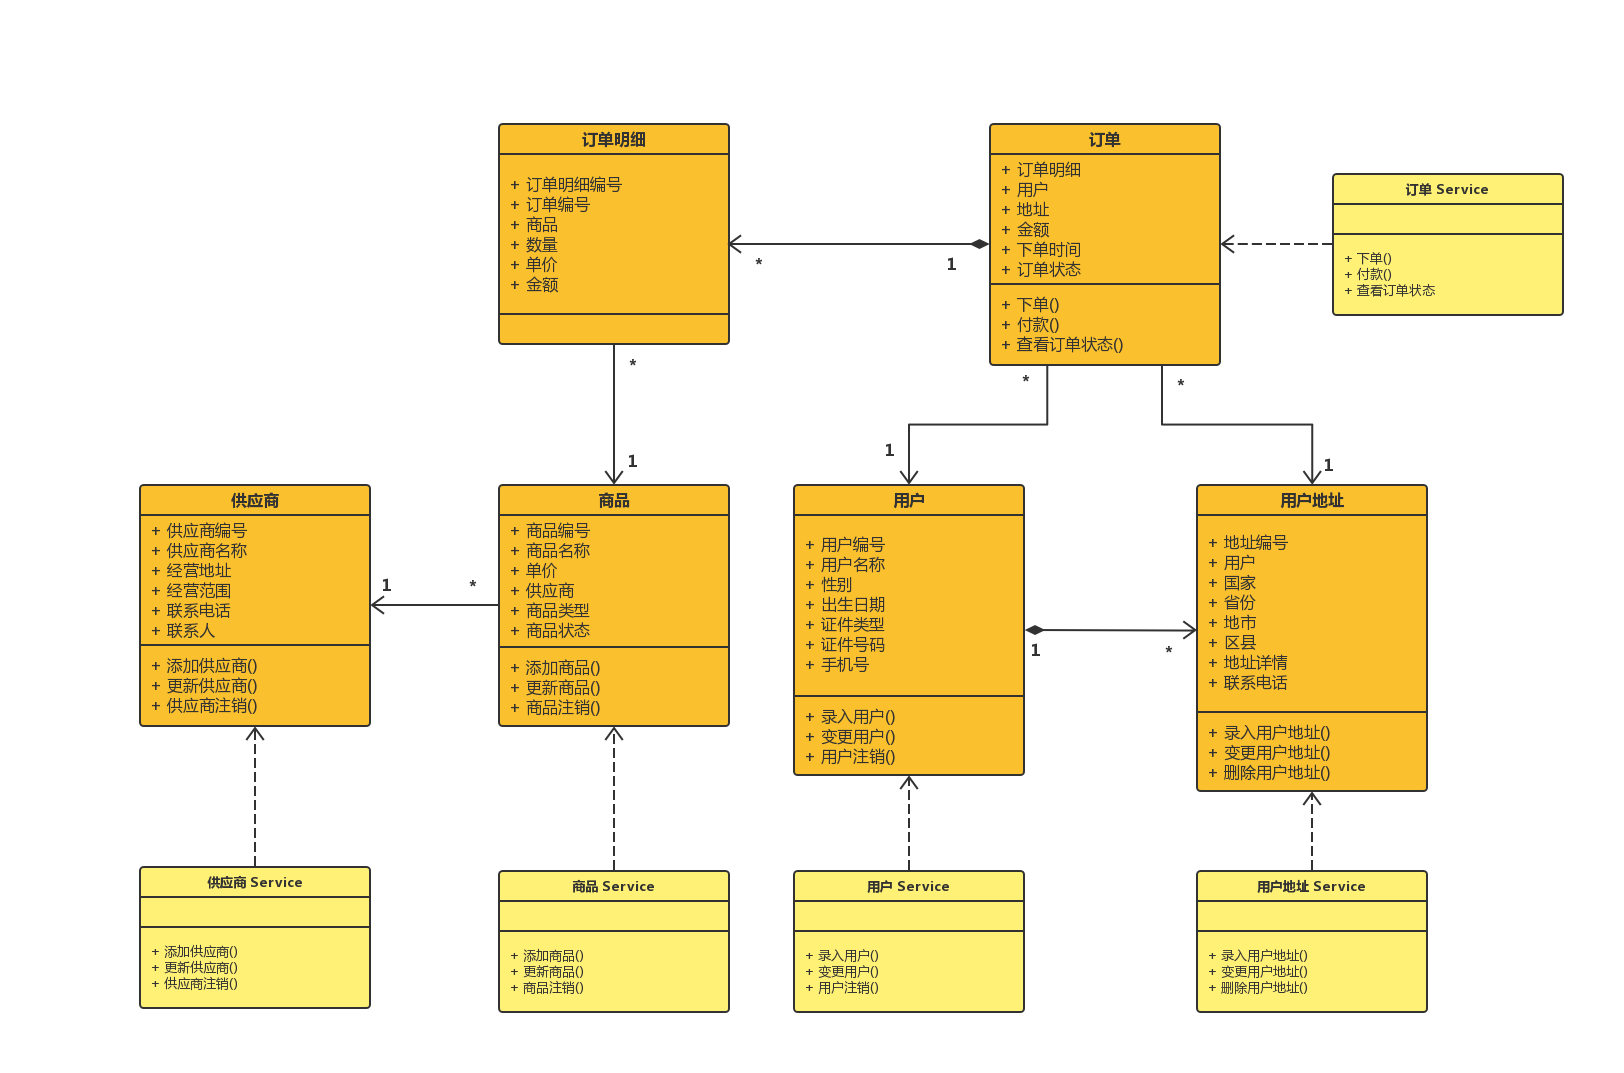 订单明细
+ 订单明细编号
+ 订单编号
+ 商品
+ 数量
+ 单价
+ 金额
订单
+ 订单明细
+ 用户
+ 地址
+ 金额
+ 下单时间
+ 订单状态
+ 下单()
+ 付款()
+ 查看订单状态()
订单 Service
+ 下单()
+ 付款()
+ 查看订单状态
*
1
*
1
*
1
*
1
供应商
+ 供应商编号
+ 供应商名称
+ 经营地址
+ 经营范围
+ 联系电话
+ 联系人
+ 添加供应商()
+ 更新供应商()
+ 供应商注销()
1
*
商品
+ 商品编号
+ 商品名称
+ 单价
+ 供应商
+ 商品类型
+ 商品状态
+ 添加商品()
+ 更新商品()
+ 商品注销()
用户
+ 用户编号
+ 用户名称
+ 性别
+ 出生日期
+ 证件类型
+ 证件号码
+ 手机号
+ 录入用户()
+ 变更用户()
+ 用户注销()
1
*
用户地址
+ 地址编号
+ 用户
+ 国家
+ 省份
+ 地市
+ 区县
+ 地址详情
+ 联系电话
+ 录入用户地址()
+ 变更用户地址()
+ 删除用户地址()
供应商 Service
+ 添加供应商()
+ 更新供应商()
+ 供应商注销()
商品 Service
+ 添加商品()
+ 更新商品()
+ 商品注销()
用户 Service
+ 录入用户()
+ 变更用户()
+ 用户注销()
用户地址 Service
+ 录入用户地址()
+ 变更用户地址()
+ 删除用户地址()